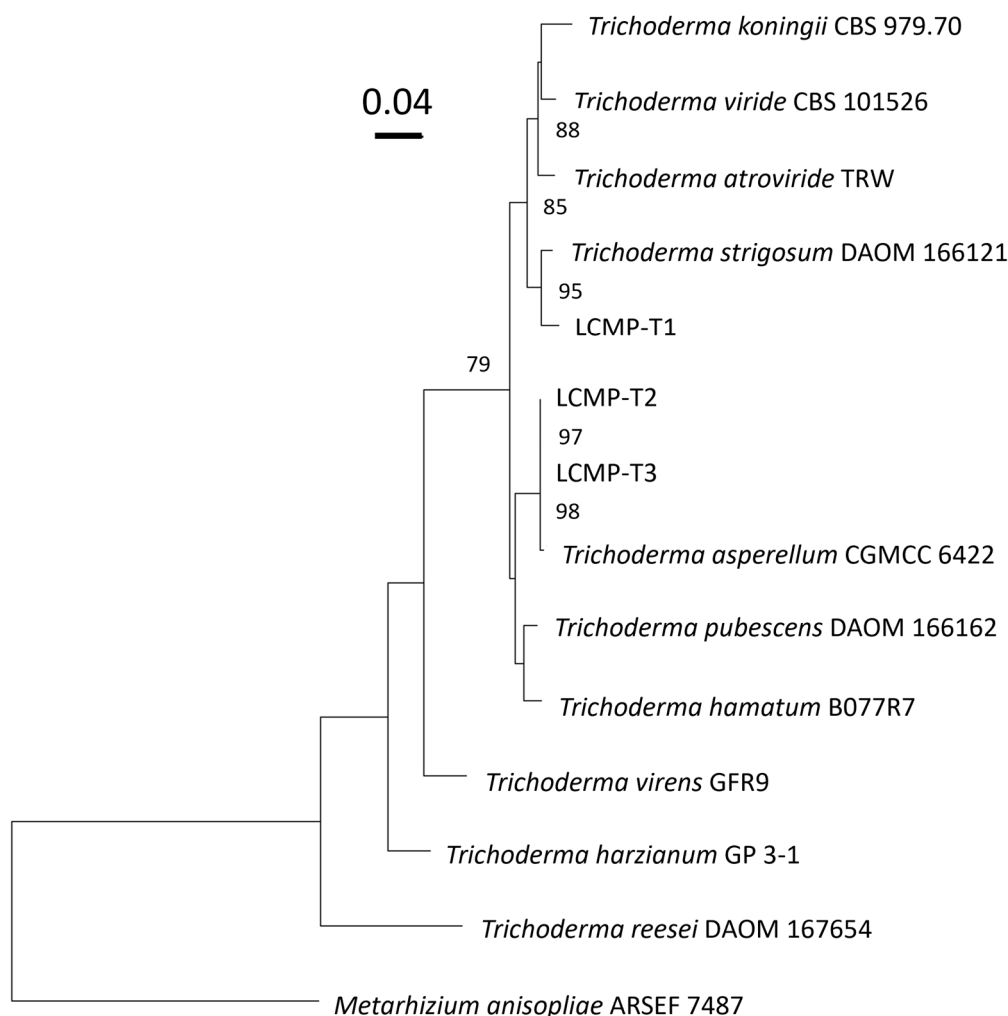 Trichoderma koningii CBS 979.70
0.04
Trichoderma viride CBS 101526
88
Trichoderma atroviride TRW
85
Trichoderma strigosum DAOM 166121
95
LCMP-T1
79
LCMP-T2
97
LCMP-T3
98
Trichoderma asperellum CGMCC 6422
Trichoderma pubescens DAOM 166162
Trichoderma hamatum B077R7
Trichoderma virens GFR9
Trichoderma harzianum GP 3-1
Trichoderma reesei DAOM 167654
Metarhizium anisopliae ARSEF 7487